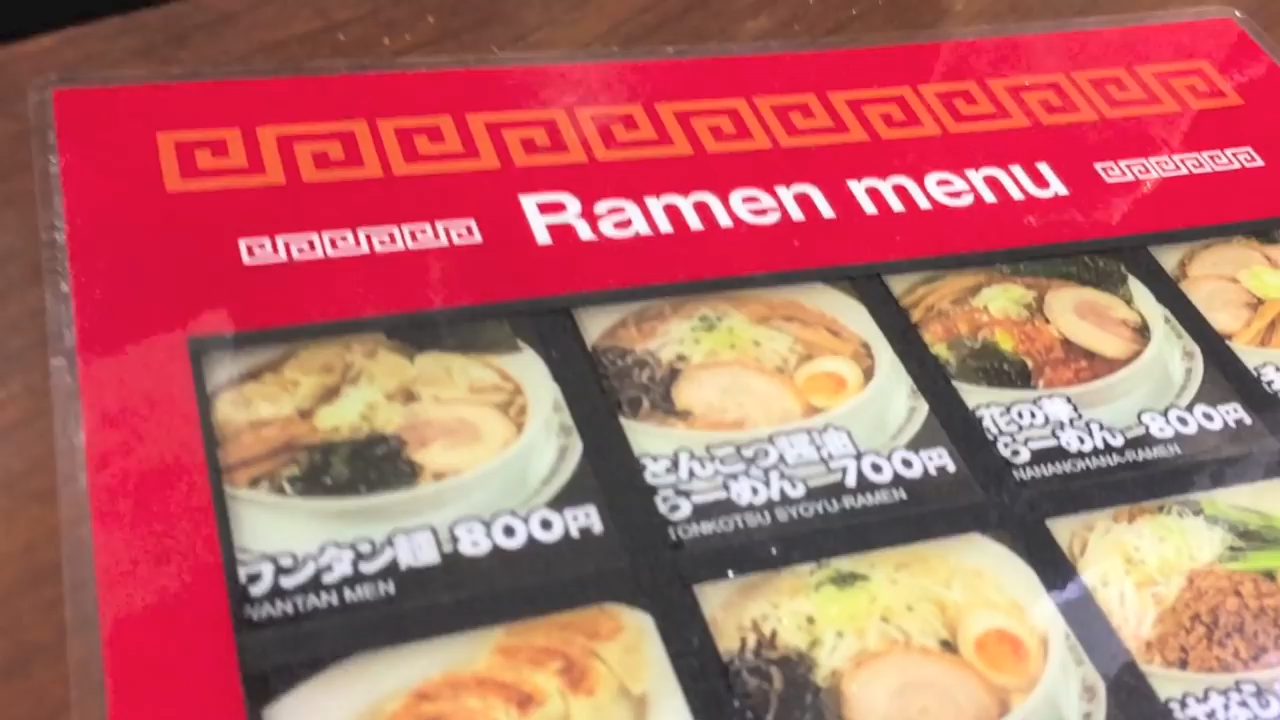 Ramen menu
ワンタン麺 800円
WANTAN MEN
とんこつ醤油
らーめん 700円
TONKOTSU SYOYU-RAMEN
花の華
らーめん 800円
NANANOHANA-RAMEN